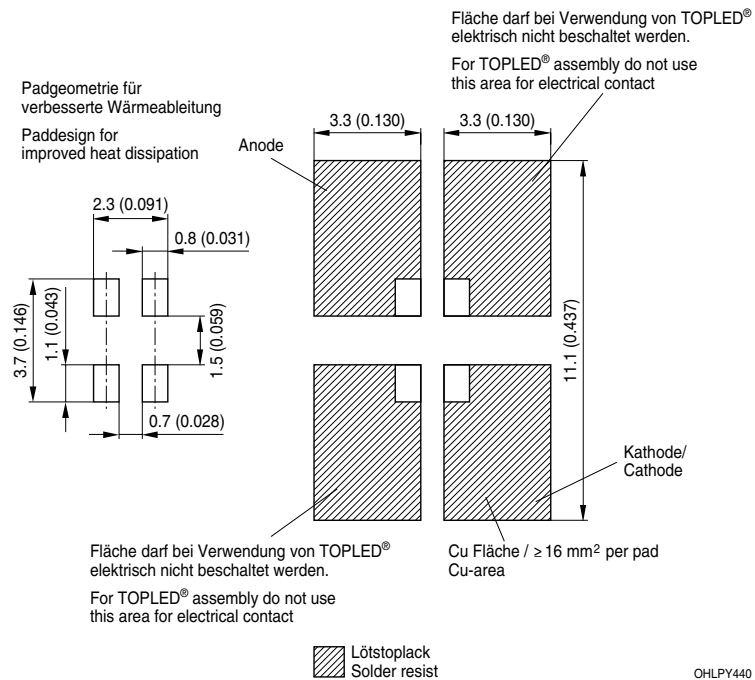 Fläche darf bei Verwendung von TOPLED®
elektrisch nicht beschaltet werden.
For TOPLED® assembly do not use
this area for electrical contact
Padgeometrie für
verbesserte Wärmeableitung
Paddesign for
improved heat dissipation
Anode
3.3 (0.130)
3.3 (0.130)
2.3 (0.091)
0.8 (0.031)
3.7 (0.146)
1.1 (0.043)
1.5 (0.059)
0.7 (0.028)
11.1 (0.437)
Kathode/
Cathode
Fläche darf bei Verwendung von TOPLED®
elektrisch nicht beschaltet werden.
For TOPLED® assembly do not use
this area for electrical contact
Cu Fläche / ≥ 16 mm² per pad
Cu-area
Lötstoplack
Solder resist
OHLPY440